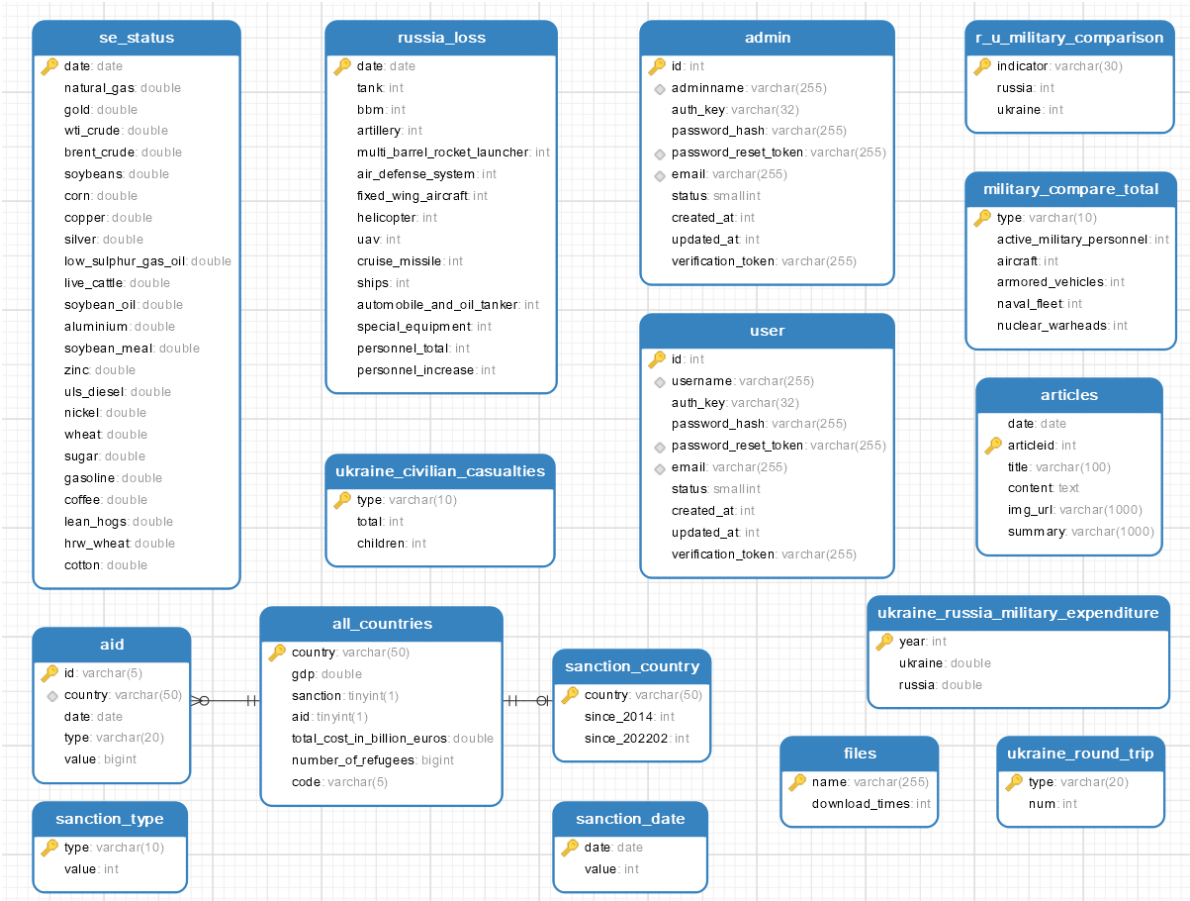 se_status
date: date
natural_gas: double
gold: double
wti_crude: double
brent_crude: double
soybeans: double
corn: double
copper: double
silver: double
low_sulphur_gas_oil: double
live_cattle: double
soybean_oil: double
aluminium: double
soybean_meal: double
zinc: double
uls_diesel: double
nickel: double
wheat: double
sugar: double
gasoline: double
coffee: double
lean_hogs: double
hrw_wheat: double
cotton: double
russia_loss
date: date
tank: int
bbm: int
artillery: int
multi_barrel_rocket_launcher: int
air_defense_system: int
fixed_wing_aircraft: int
helicopter: int
uav: int
cruise_missile: int
ships: int
automobile_and_oil_tanker: int
special_equipment: int
personnel_total: int
personnel_increase: int
ukraine_civilian_casualties
type: varchar(10)
total: int
children: int
admin
id: int
adminname: varchar(255)
auth_key: varchar(32)
password_hash: varchar(255)
password_reset_token: varchar(255)
email: varchar(255)
status: smallint
created_at: int
updated_at: int
verification_token: varchar(255)
user
id: int
username: varchar(255)
auth_key: varchar(32)
password_hash: varchar(255)
password_reset_token: varchar(255)
email: varchar(255)
status: smallint
created_at: int
updated_at: int
verification_token: varchar(255)
r_u_military_comparison
indicator: varchar(30)
russia: int
ukraine: int
military_compare_total
type: varchar(10)
active_military_personnel: int
aircraft: int
armored_vehicles: int
naval_fleet: int
nuclear_warheads: int
articles
date: date
articleid: int
title: varchar(100)
content: text
img_url: varchar(1000)
summary: varchar(1000)
aid
id: varchar(5)
country: varchar(50)
date: date
type: varchar(20)
value: bigint
all_countries
country: varchar(50)
gdp: double
sanction: tinyint(1)
aid: tinyint(1)
total_cost_in_billion_euros: double
number_of_refugees: bigint
code: varchar(5)
sanction_country
country: varchar(50)
since_2014: int
since_202202: int
ukraine_russia_military_expenditure
year: int
ukraine: double
russia: double
sanction_type
type: varchar(10)
value: int
sanction_date
date: date
value: int
files
name: varchar(255)
download_times: int
ukraine_round_trip
type: varchar(20)
num: int